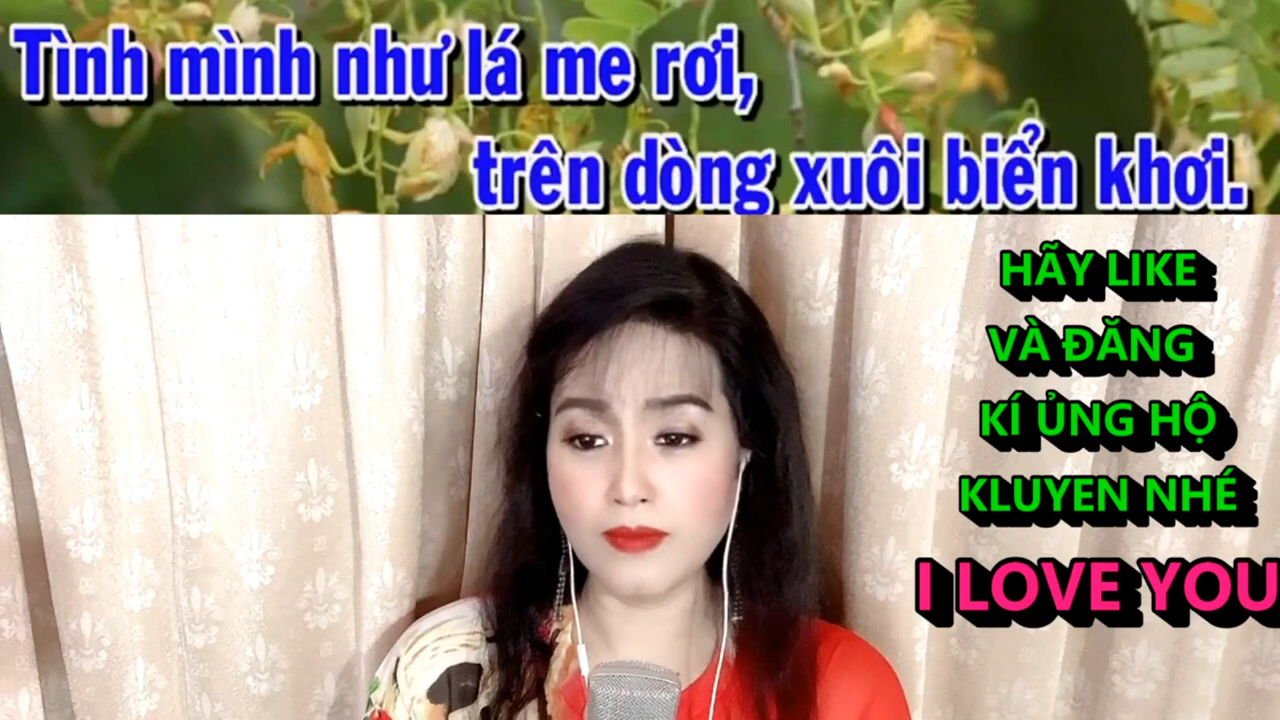 Tình mình như lá me rơi,
trên dòng xuôi biển khơi.
HÃY LIKE
VÀ ĐĂNG
KÍ ỦNG HỘ
KLUYEN NHÉ
I LOVE YOU